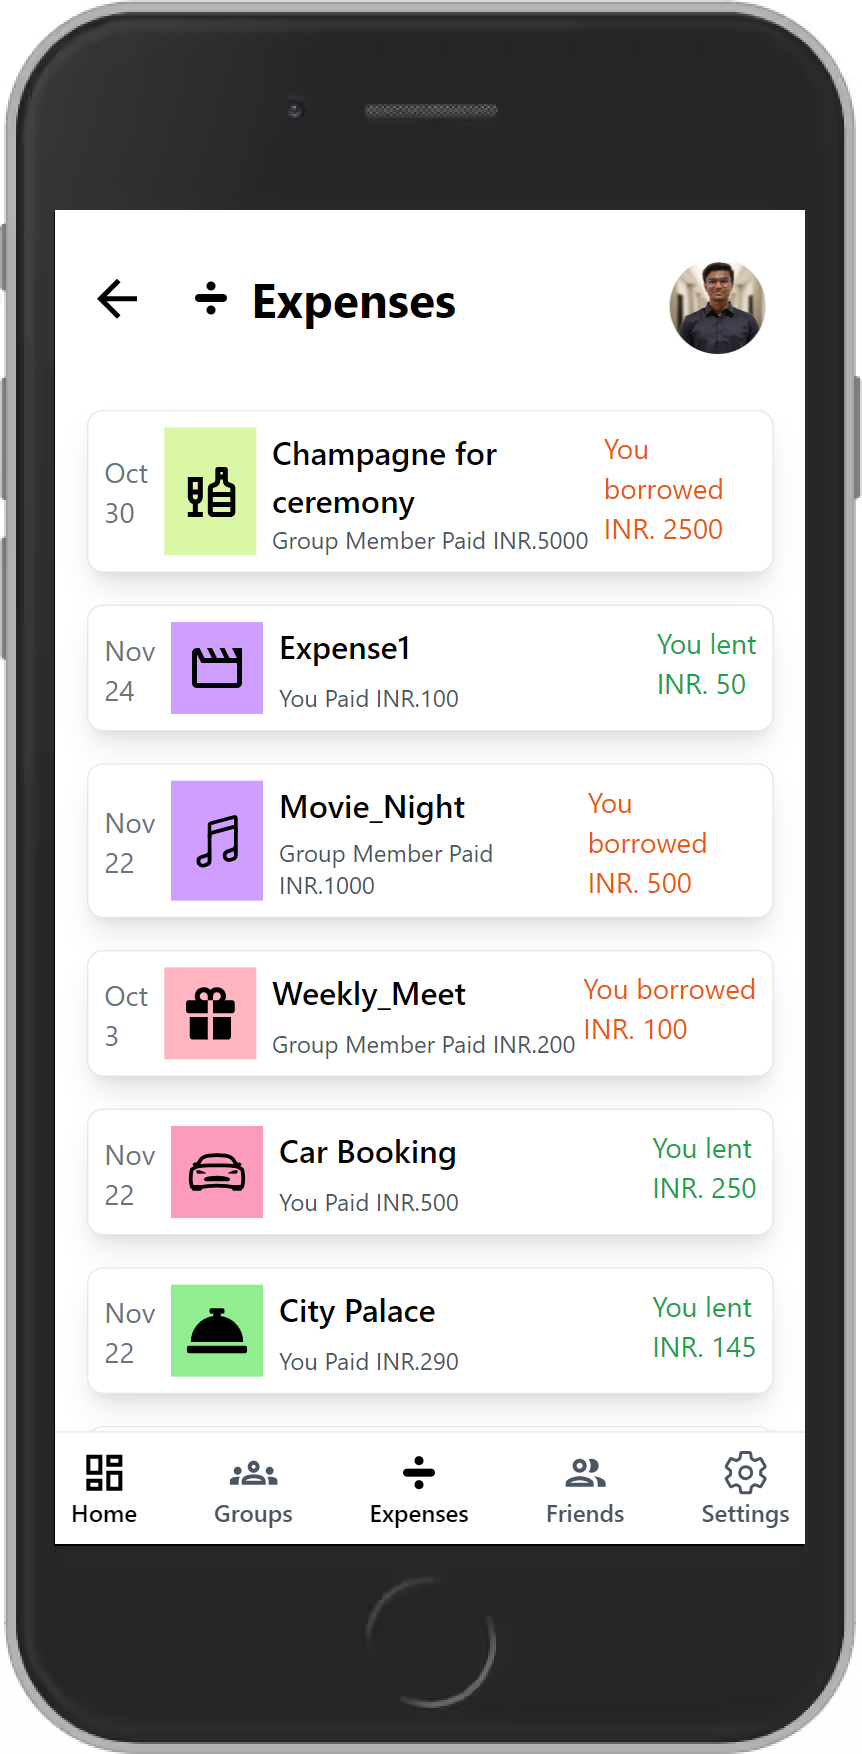 Expenses
Oct
30
Champagne for
ceremony
Group Member Paid INR.5000
You
borrowed
INR. 2500
Nov
24
Expense1
You Paid INR.100
You lent
INR. 50
Nov
22
Movie_Night
Group Member Paid
INR.1000
You
borrowed
INR. 500
Oct
3
Weekly_Meet
Group Member Paid INR.200
You borrowed
INR. 100
Nov
22
Car Booking
You Paid INR.500
You lent
INR. 250
Nov
22
City Palace
You Paid INR.290
You lent
INR. 145
Home
Groups
Expenses
Friends
Settings